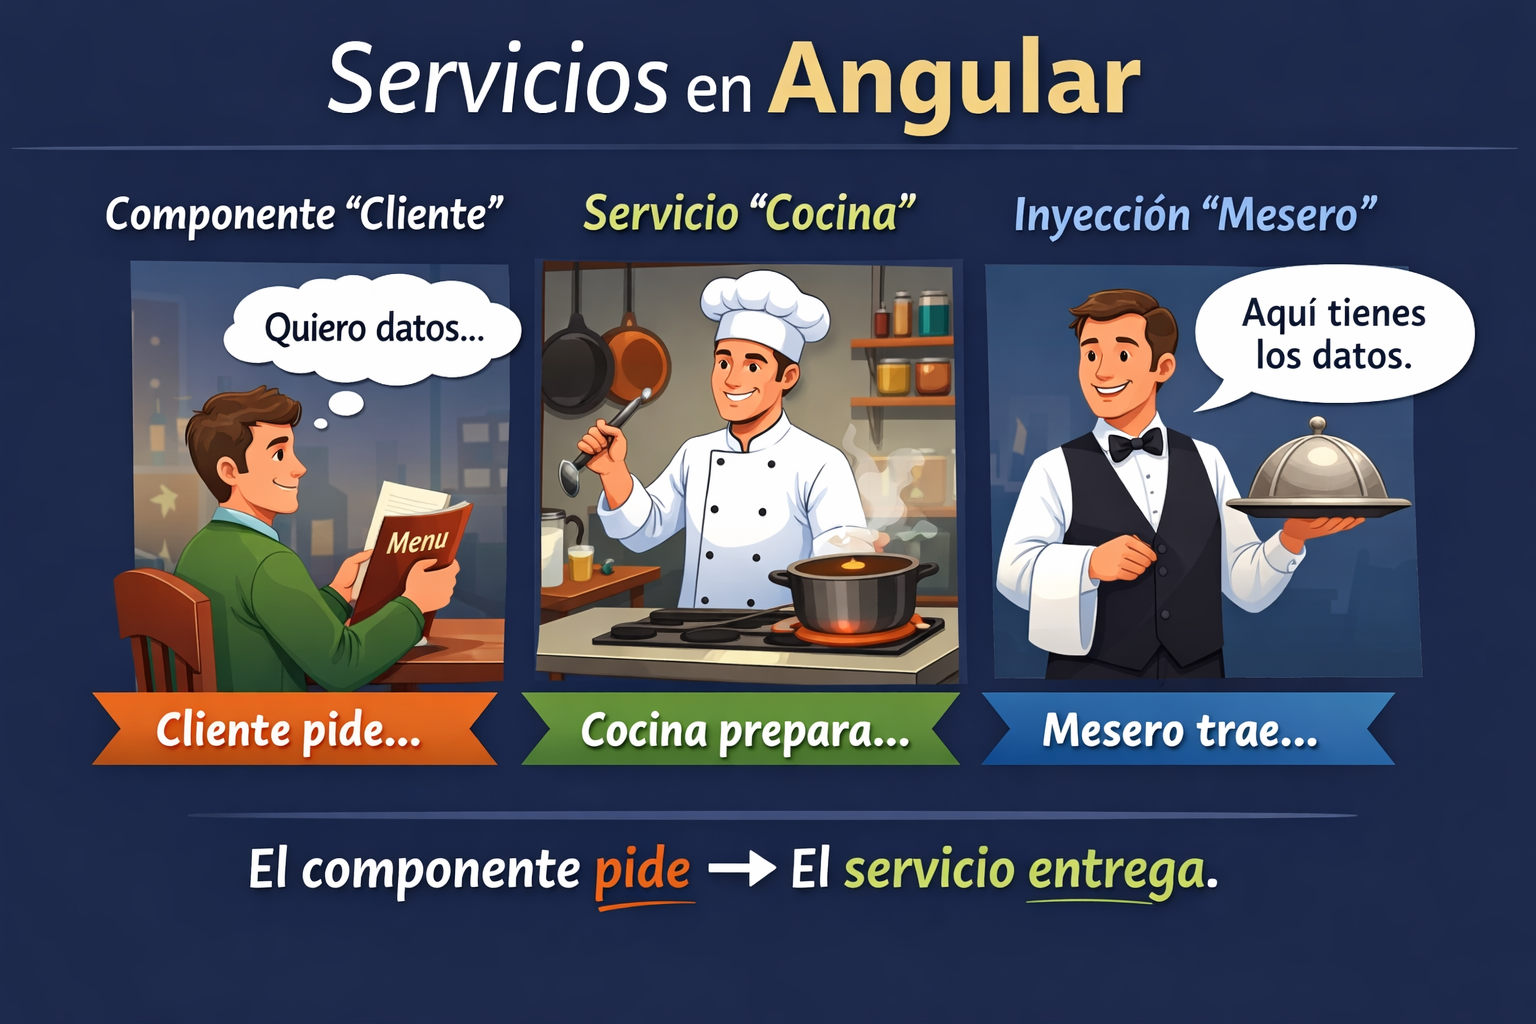 Servicios en Angular
Componente “Cliente”
Servicio “Cocina”
Inyección “Mesero”
Quiero datos...
Menu
Aquí tienes
los datos.
Cliente pide...
Cocina prepara...
Mesero trae...
El componente pide → El servicio entrega.